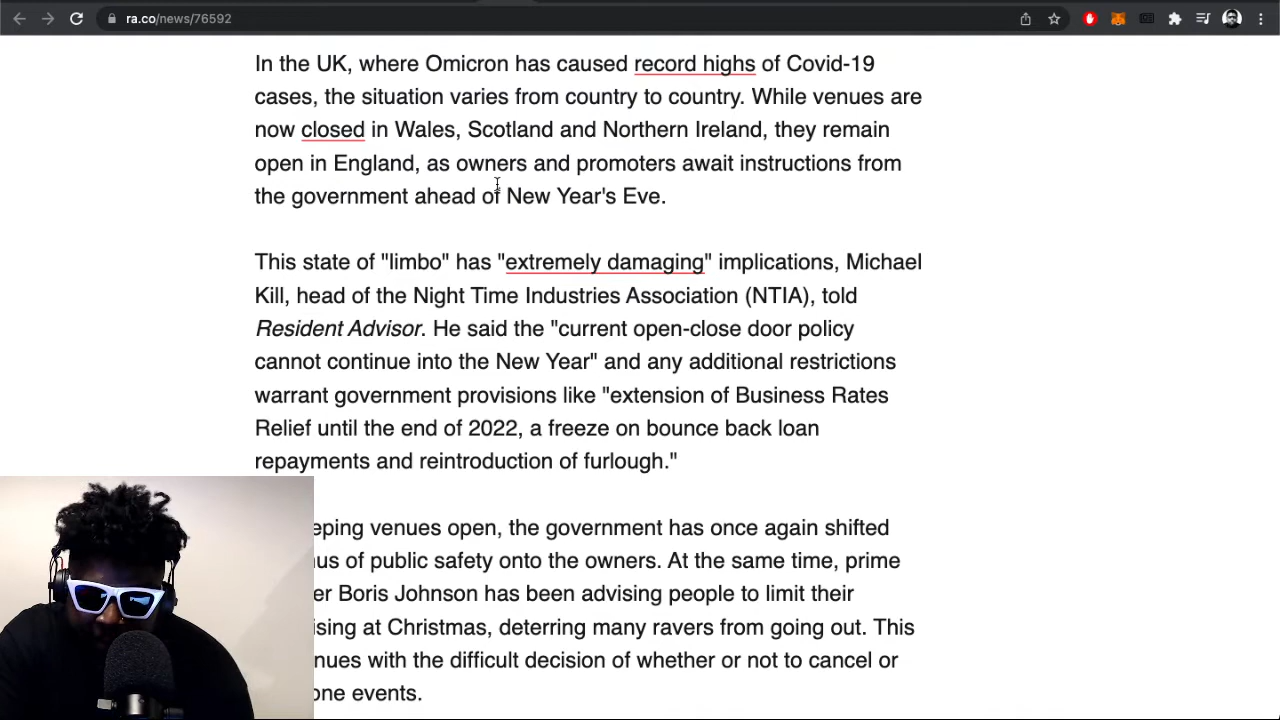 ra.co/news/76592
In the UK, where Omicron has caused record highs of Covid-19
cases, the situation varies from country to country. While venues are
now closed in Wales, Scotland and Northern Ireland, they remain
open in England, as owners and promoters await instructions from
the government ahead of New Year's Eve.
This state of "limbo" has "extremely damaging" implications, Michael
Kill, head of the Night Time Industries Association (NTIA), told
Resident Advisor. He said the "current open-close door policy
cannot continue into the New Year" and any additional restrictions
warrant government provisions like "extension of Business Rates
Relief until the end of 2022, a freeze on bounce back loan
repayments and reintroduction of furlough."
venues open, the government has once again shifted
of public safety onto the owners. At the same time, prime
Boris Johnson has been advising people to limit their
at Christmas, deterring many ravers from going out. This
with the difficult decision of whether or not to cancel or
events.